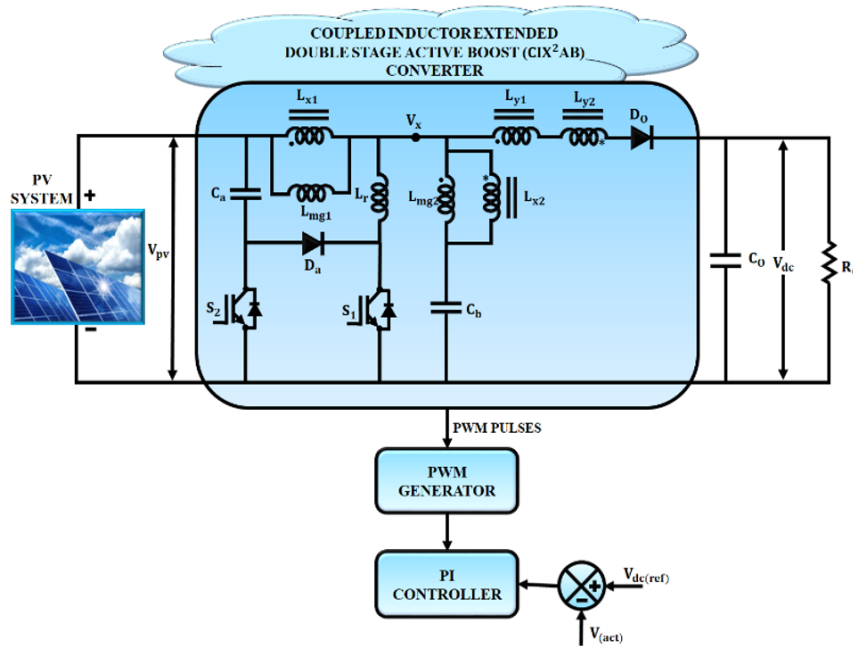 COUPLED INDUCTOR EXTENDED
DOUBLE STAGE ACTIVE BOOST (CIX²AB)
CONVERTER
Lx1
Ly1
Ly2
DO
Vx
PV
SYSTEM
+
Ca
Lmg1
Lr
Lmg2
Lx2
Vpv
Da
CO
Vdc
S2
S1
Cb
−
PWM PULSES
PWM
GENERATOR
PI
CONTROLLER
+
−
Vdc(ref)
V(act)